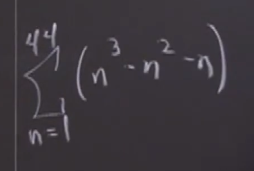 44
∑ (n³ - n² - n)
n=1